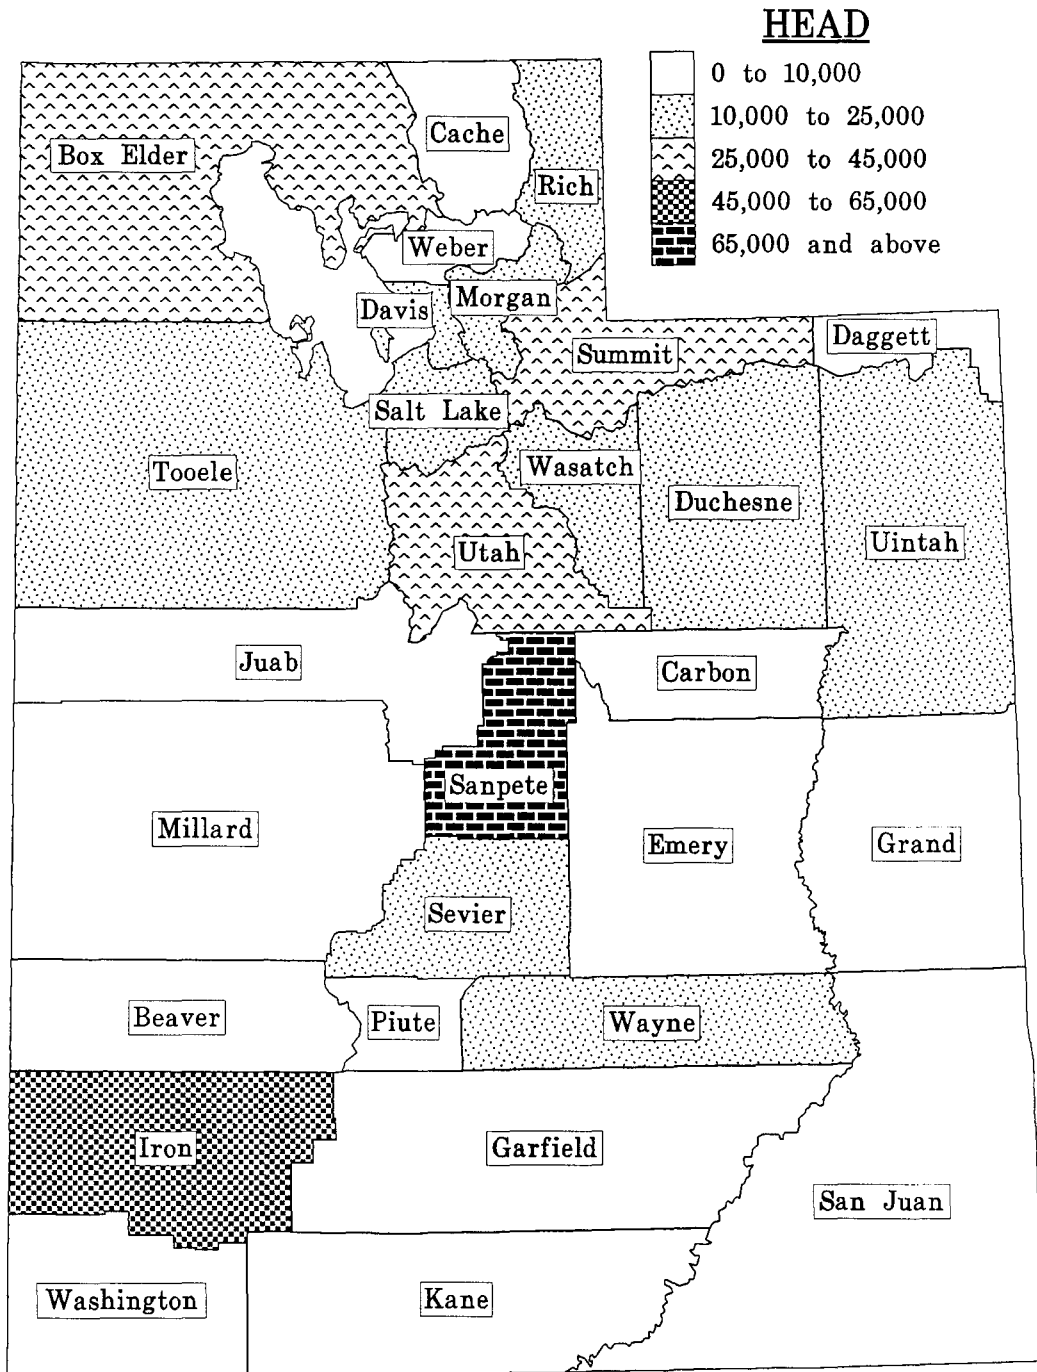 HEAD
0 to 10,000
10,000 to 25,000
25,000 to 45,000
45,000 to 65,000
65,000 and above
Cache
Box Elder
Rich
Weber
Morgan
Davis
Daggett
Summit
Salt Lake
Wasatch
Tooele
Duchesne
Uintah
Utah
Juab
Carbon
Sanpete
Millard
Emery
Grand
Sevier
Beaver
Piute
Wayne
Iron
Garfield
San Juan
Washington
Kane